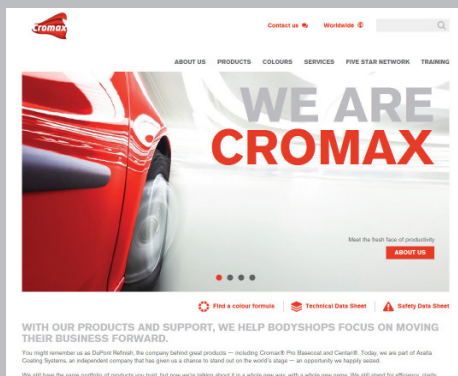 cromax
Contact us
Worldwide
ABOUT US PRODUCTS COLOURS SERVICES FIVE STAR NETWORK TRAINING
WE ARE
CROMAX
Meet the fresh face of productivity
ABOUT US
Find a colour formula
Technical Data Sheet
Safety Data Sheet
WITH OUR PRODUCTS AND SUPPORT, WE HELP BODYSHOPS FOCUS ON MOVING
THEIR BUSINESS FORWARD.
You might remember us as DuPont Refinish, the company behind great products — including Cromax® Pro Basecoat and Centari®. Today, we are part of Axalta
Coating Systems, an independent company that has given us a chance to stand out on the world's stage — an opportunity we happily seized.
We still have the same portfolio of products you trust, but now we're talking about it in a whole new way, with a whole new name. We still stand for efficiency, clarity